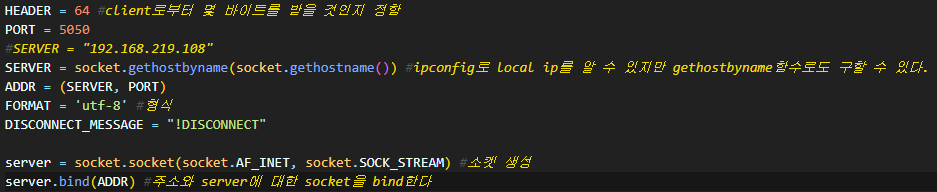 HEADER = 64 #client로부터 몇 바이트를 받을 것인지 정함
PORT = 5050
#SERVER = "192.168.219.108"
SERVER = socket.gethostbyname(socket.gethostname()) #ipconfig로 local ip를 알 수 있지만 gethostbyname함수로도 구할 수 있다.
ADDR = (SERVER, PORT)
FORMAT = 'utf-8' #형식
DISCONNECT_MESSAGE = "!DISCONNECT"
server = socket.socket(socket.AF_INET, socket.SOCK_STREAM) #소켓 생성
server.bind(ADDR) #주소와 server에 대한 socket을 bind한다